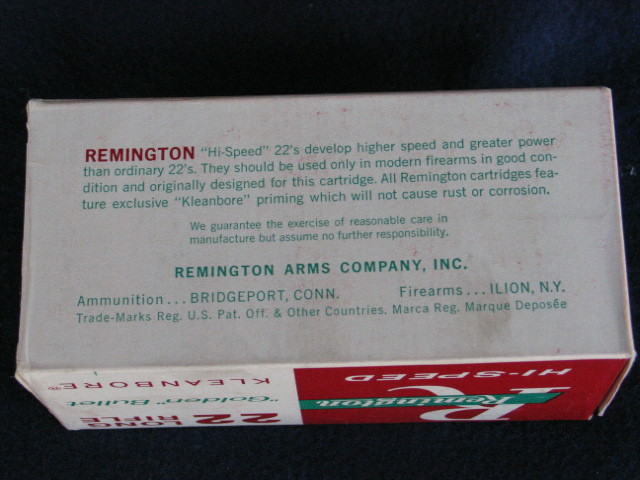 REMINGTON "Hi-Speed" 22's develop higher speed and greater power
than ordinary 22's. They should be used only in modern firearms in good con-
dition and originally designed for this cartridge. All Remington cartridges fea-
ture exclusive "Kleanbore" priming which will not cause rust or corrosion.
We guarantee the exercise of reasonable care in
manufacture but assume no further responsibility.
REMINGTON ARMS COMPANY, INC.
Ammunition... BRIDGEPORT, CONN. Firearms... ILION, N.Y.
Trade-Marks Reg. U.S. Pat. Off. & Other Countries. Marca Reg. Marque Deposée
HI-SPEED
KLEANBORE®
Remington
"Golden" Bullet
22 LONG
RIFLE